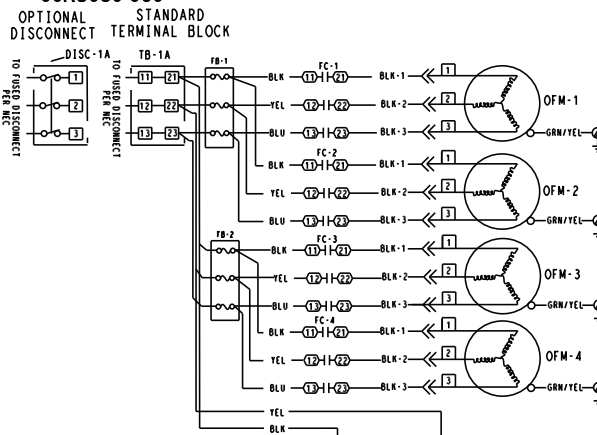 OPTIONAL STANDARD
DISCONNECT TERMINAL BLOCK
DISC-1A TB-1A
TO FUSED DISCONNECT
PER NEC
1
2
3
TO FUSED DISCONNECT
PER NEC
11 21
12 22
13 23
FB-1
FC-1
BLK 11 21 BLK-1 1
YEL 12 22 BLK-2 2 OFM-1
BLU 13 23 BLK-3 3 GRN/YEL
FC-2
BLK 11 21 BLK-1 1
YEL 12 22 BLK-2 2 OFM-2
BLU 13 23 BLK-3 3 GRN/YEL
FB-2
FC-3
BLK 11 21 BLK-1 1
YEL 12 22 BLK-2 2 OFM-3
BLU 13 23 BLK-3 3 GRN/YEL
FC-4
BLK 11 21 BLK-1 1
YEL 12 22 BLK-2 2 OFM-4
BLU 13 23 BLK-3 3 GRN/YEL
YEL
BLK